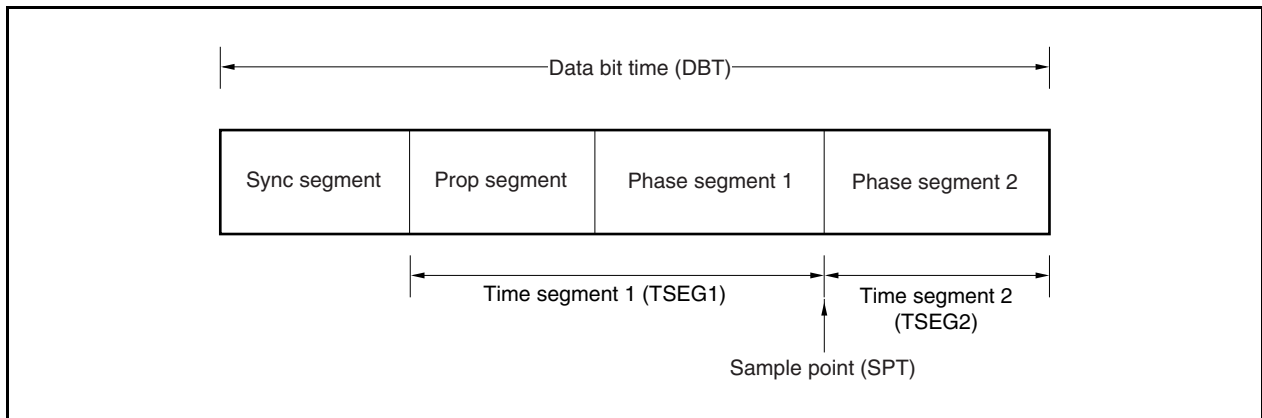 Data bit time (DBT)
Sync segment
Prop segment
Phase segment 1
Phase segment 2
Time segment 1 (TSEG1)
Time segment 2
(TSEG2)
Sample point (SPT)